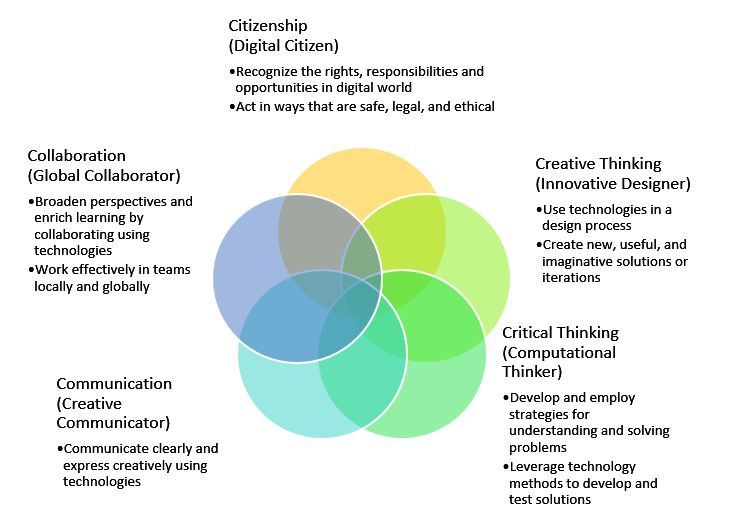 Citizenship
(Digital Citizen)
•Recognize the rights, responsibilities and
opportunities in digital world
•Act in ways that are safe, legal, and ethical
Collaboration
(Global Collaborator)
•Broaden perspectives and
enrich learning by
collaborating using
technologies
•Work effectively in teams
locally and globally
Creative Thinking
(Innovative Designer)
•Use technologies in a
design process
•Create new, useful, and
imaginative solutions or
iterations
Critical Thinking
(Computational
Thinker)
•Develop and employ
strategies for
understanding and solving
problems
•Leverage technology
methods to develop and
test solutions
Communication
(Creative
Communicator)
•Communicate clearly and
express creatively using
technologies